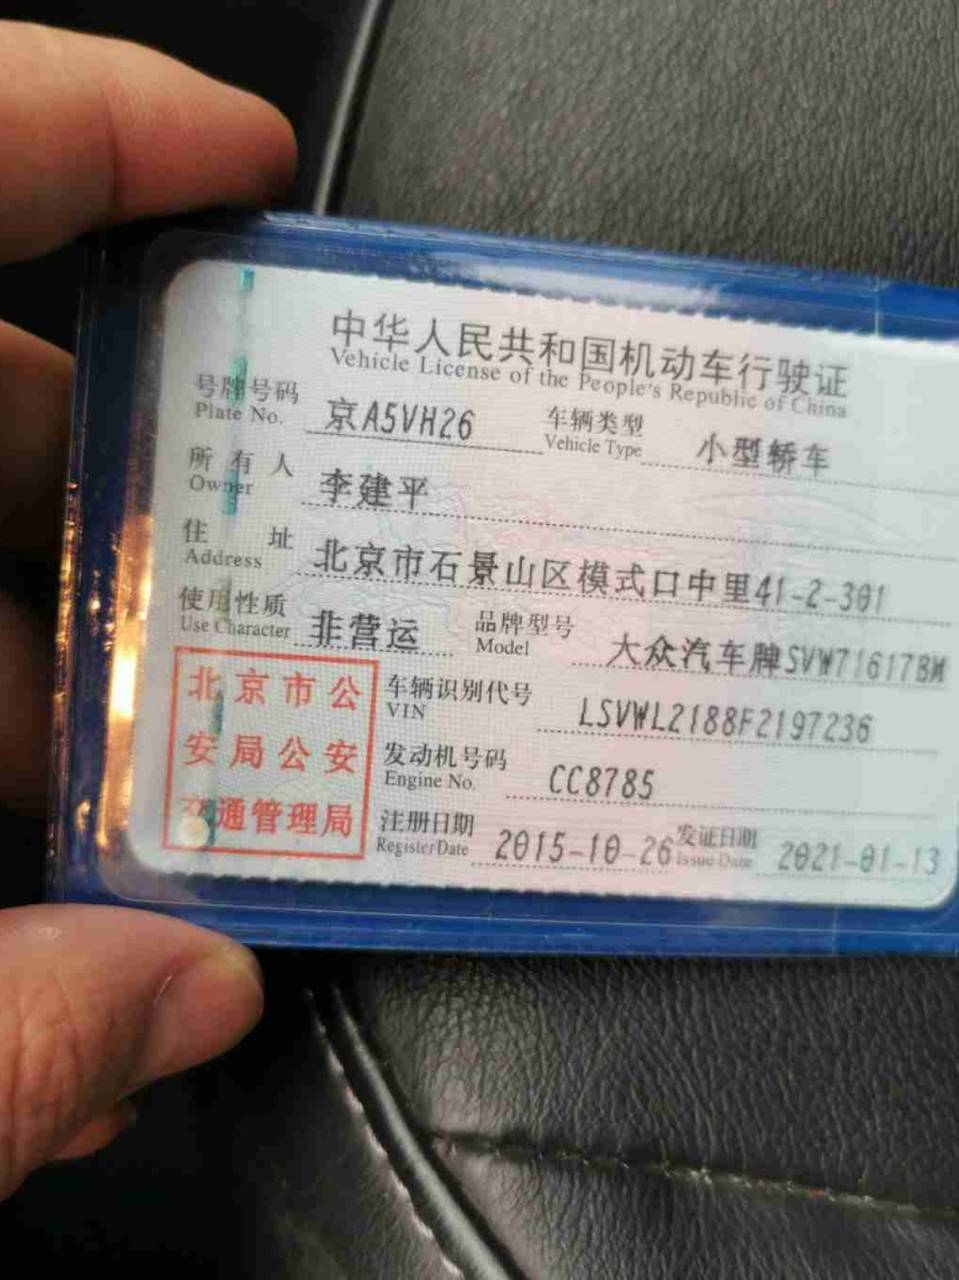 中华人民共和国机动车行驶证
Vehicle License of the People's Republic of China
号牌号码 京A5VH26 车辆类型 小型轿车
Plate No. Vehicle Type
所有人 李建平
Owner
住址 北京市石景山区模式口中里41-2-301
Address
使用性质 非营运 品牌型号 大众汽车牌SVW71617BM
Use Character Model
北京市公
安局公安
交通管理局
车辆识别代号 LSVWL2188F2197236
VIN
发动机号码 CC8785
Engine No.
注册日期 2015-10-26 发证日期 2021-01-13
Register Date Issue Date